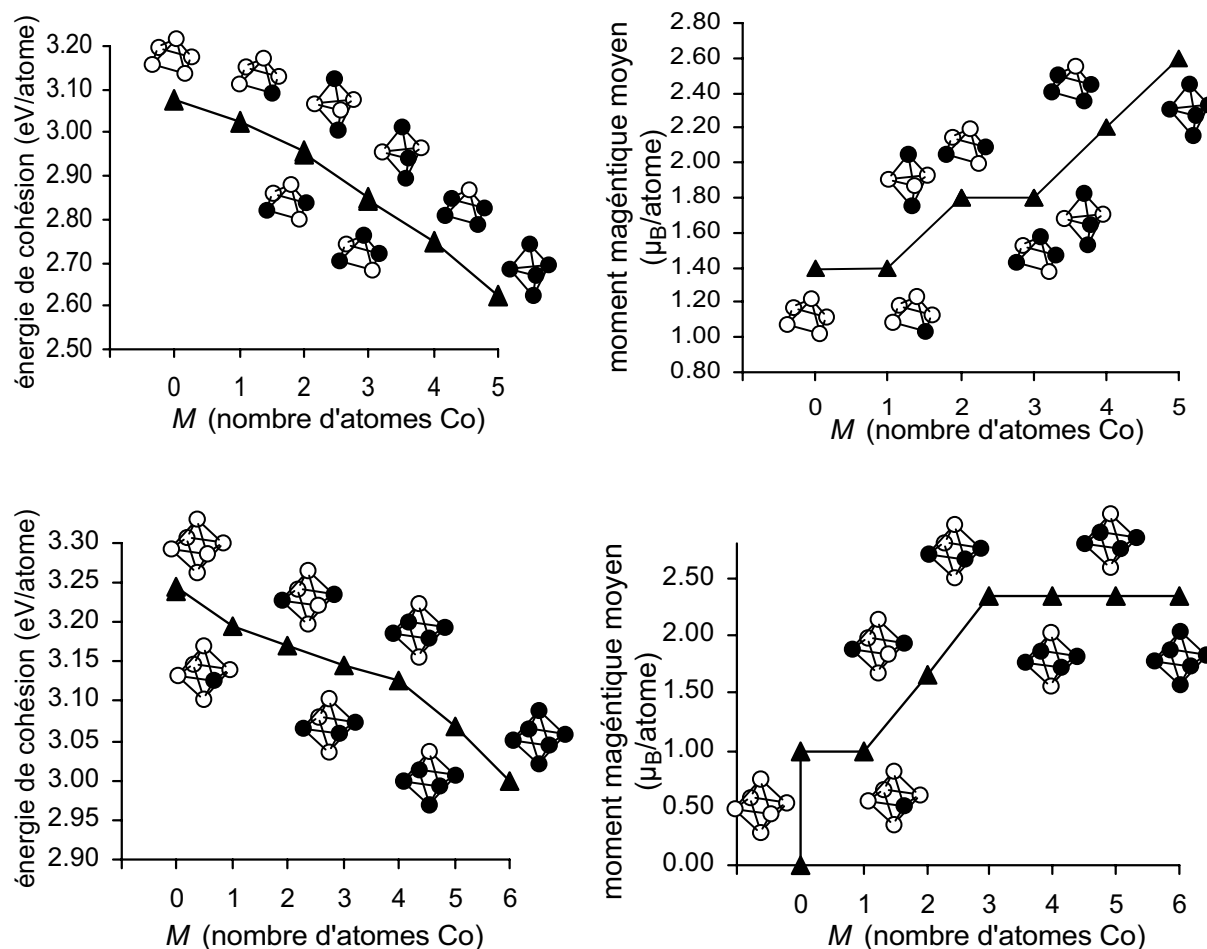 énergie de cohésion (eV/atome)
3.20
3.10
3.00
2.90
2.80
2.70
2.60
2.50
0 1 2 3 4 5
M (nombre d'atomes Co)
moment magéntique moyen
(μB/atome)
2.60
2.40
2.20
2.00
1.80
1.60
1.40
1.20
1.00
0.80
0 1 2 3 4 5
M (nombre d'atomes Co)
énergie de cohésion (eV/atome)
3.30
3.25
3.20
3.15
3.10
3.05
3.00
2.95
2.90
0 1 2 3 4 5 6
M (nombre d'atomes Co)
moment magéntique moyen
(μB/atome)
2.50
2.00
1.50
1.00
0.50
0.00
0 1 2 3 4 5 6
M (nombre d'atomes Co)